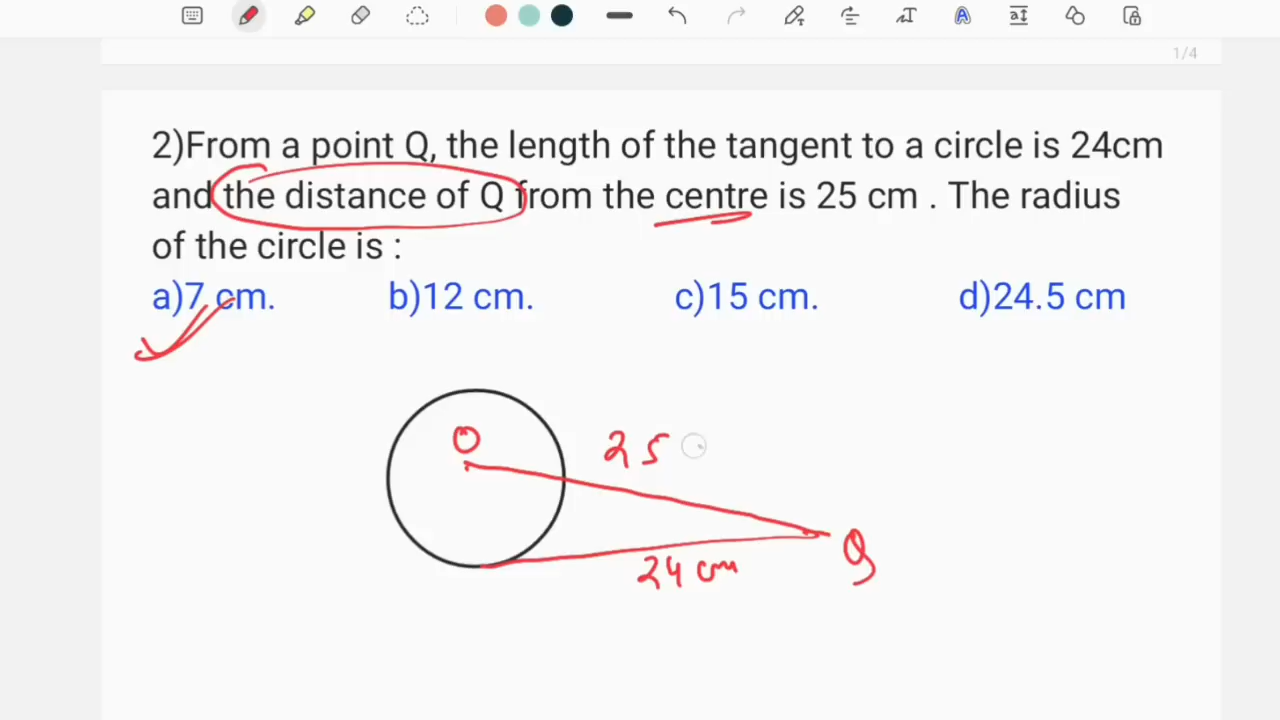 1/4
2)From a point Q, the length of the tangent to a circle is 24cm
and the distance of Q from the centre is 25 cm . The radius
of the circle is :
a)7 cm. b)12 cm. c)15 cm. d)24.5 cm
O
25
Q
24 cm